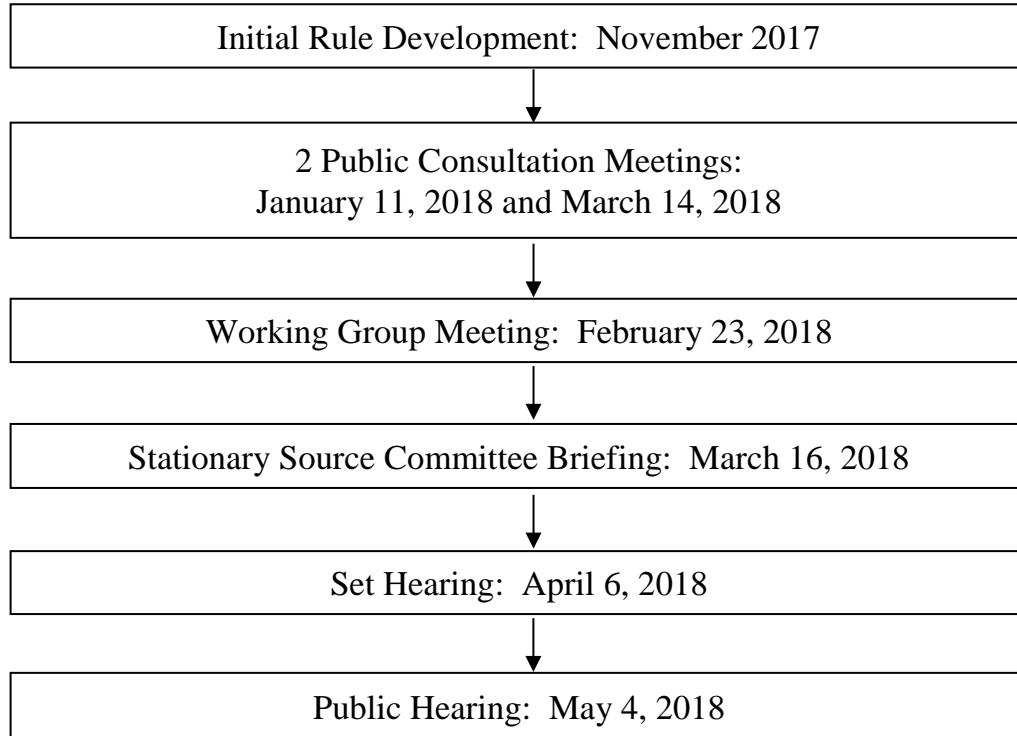 Initial Rule Development: November 2017
2 Public Consultation Meetings:
January 11, 2018 and March 14, 2018
Working Group Meeting: February 23, 2018
Stationary Source Committee Briefing: March 16, 2018
Set Hearing: April 6, 2018
Public Hearing: May 4, 2018